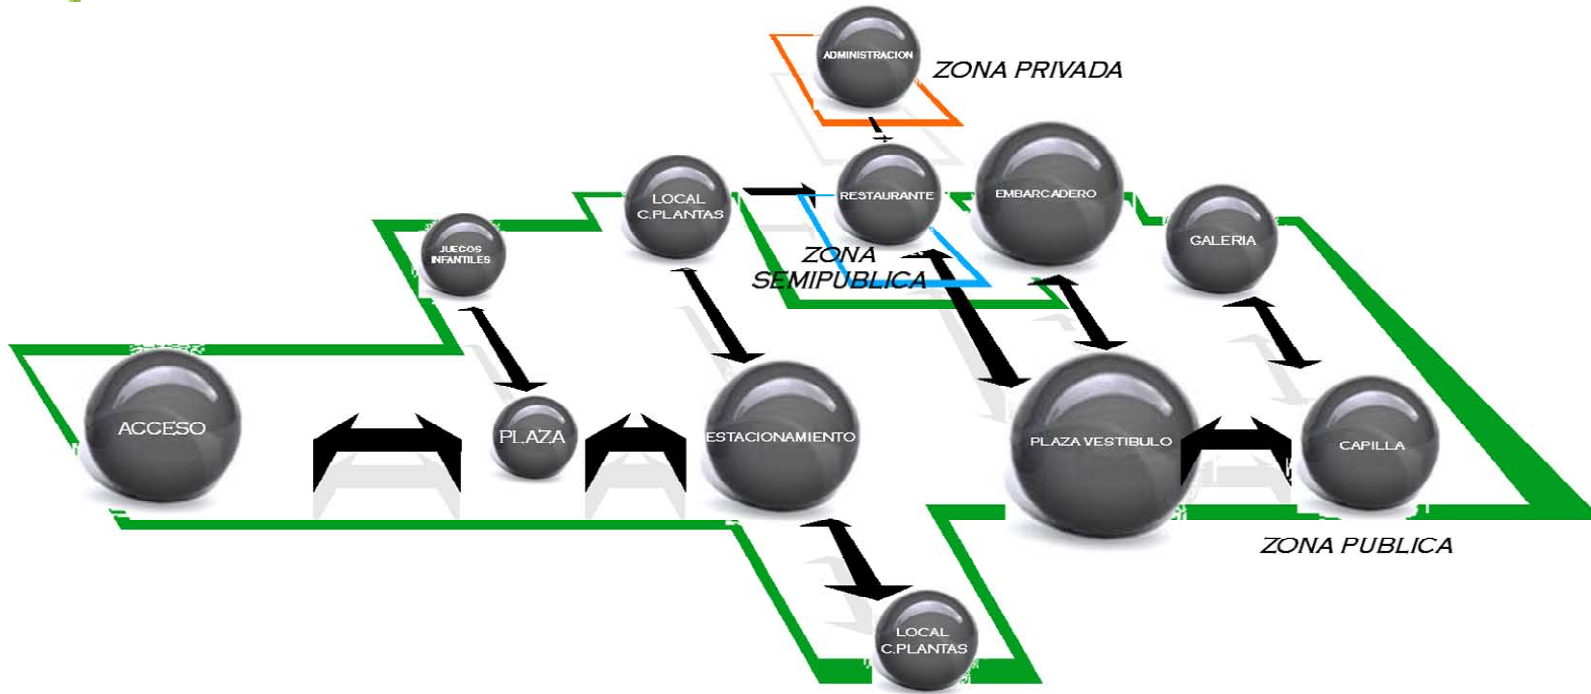 ADMINISTRACION
ZONA PRIVADA
LOCAL
C.PLANTAS
RESTAURANTE
EMBARCADERO
JUECOS
INFANTILES
GALERIA
ZONA
SEMIPUBLICA
ACCESO
PLAZA
ESTACIONAMIENTO
PLAZA VESTIBULO
CAPILLA
ZONA PUBLICA
LOCAL
C.PLANTAS